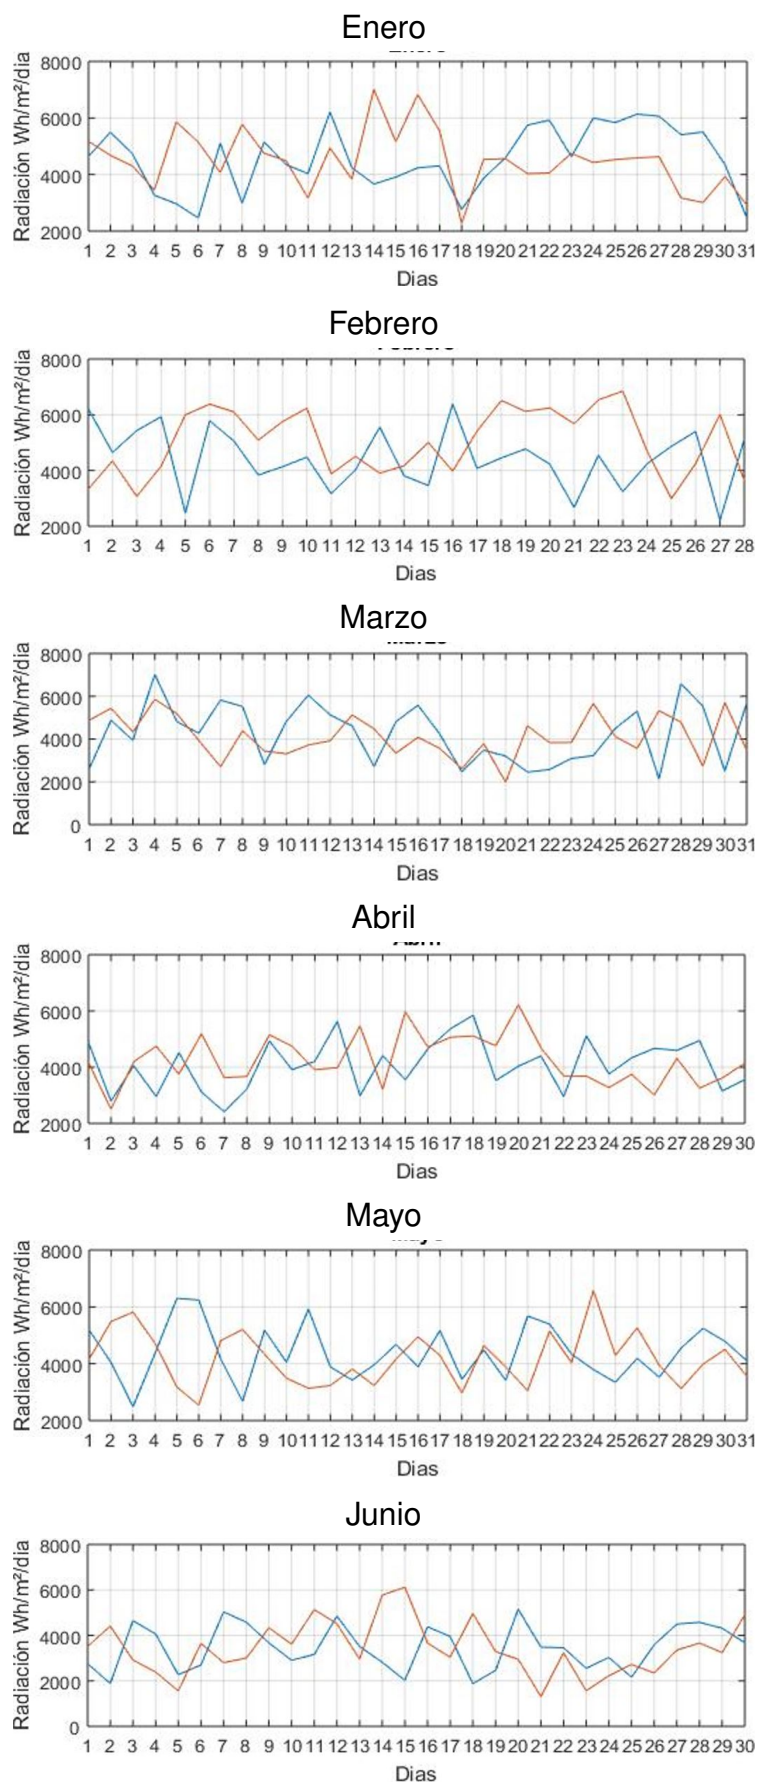 Enero
Radiación Wh/m²/dia
8000
6000
4000
2000
1 2 3 4 5 6 7 8 9 10 11 12 13 14 15 16 17 18 19 20 21 22 23 24 25 26 27 28 29 30 31
Dias
Febrero
Radiación Wh/m²/dia
8000
6000
4000
2000
1 2 3 4 5 6 7 8 9 10 11 12 13 14 15 16 17 18 19 20 21 22 23 24 25 26 27 28
Dias
Marzo
Radiación Wh/m²/dia
8000
6000
4000
2000
0
1 2 3 4 5 6 7 8 9 10 11 12 13 14 15 16 17 18 19 20 21 22 23 24 25 26 27 28 29 30 31
Dias
Abril
Radiación Wh/m²/dia
8000
6000
4000
2000
1 2 3 4 5 6 7 8 9 10 11 12 13 14 15 16 17 18 19 20 21 22 23 24 25 26 27 28 29 30
Dias
Mayo
Radiación Wh/m²/dia
8000
6000
4000
2000
1 2 3 4 5 6 7 8 9 10 11 12 13 14 15 16 17 18 19 20 21 22 23 24 25 26 27 28 29 30 31
Dias
Junio
Radiación Wh/m²/dia
8000
6000
4000
2000
0
1 2 3 4 5 6 7 8 9 10 11 12 13 14 15 16 17 18 19 20 21 22 23 24 25 26 27 28 29 30
Dias